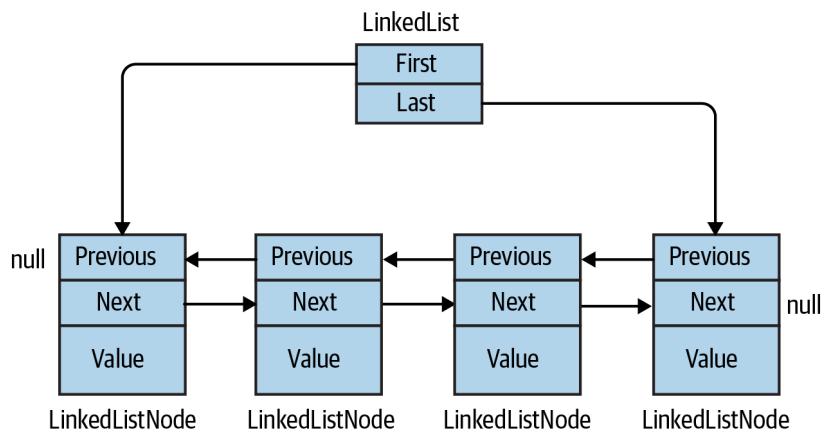 LinkedList
First
Last
null Previous Previous Previous Previous
Next Next Next Next null
Value Value Value Value
LinkedListNode LinkedListNode LinkedListNode LinkedListNode